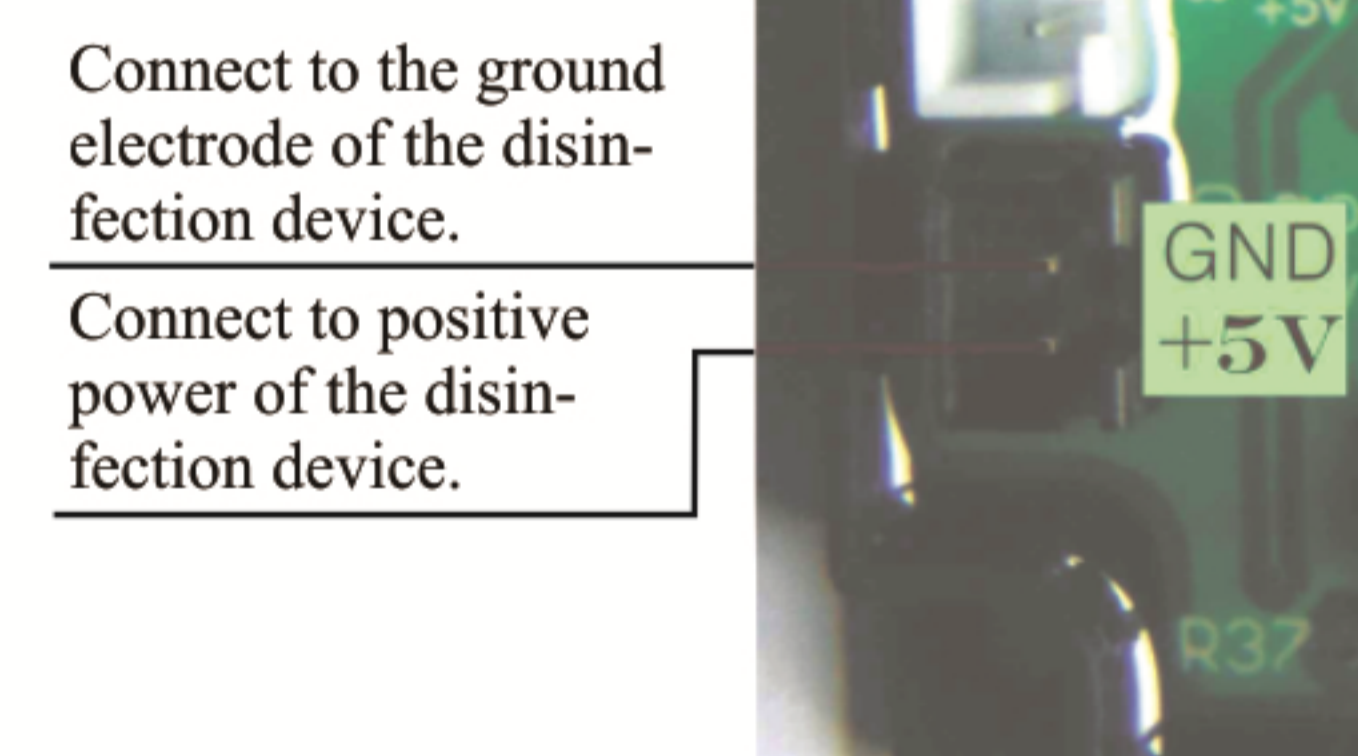 Connect to the ground
electrode of the disin-
fection device.
Connect to positive
power of the disin-
fection device.
+5V
GND
+5V
R37